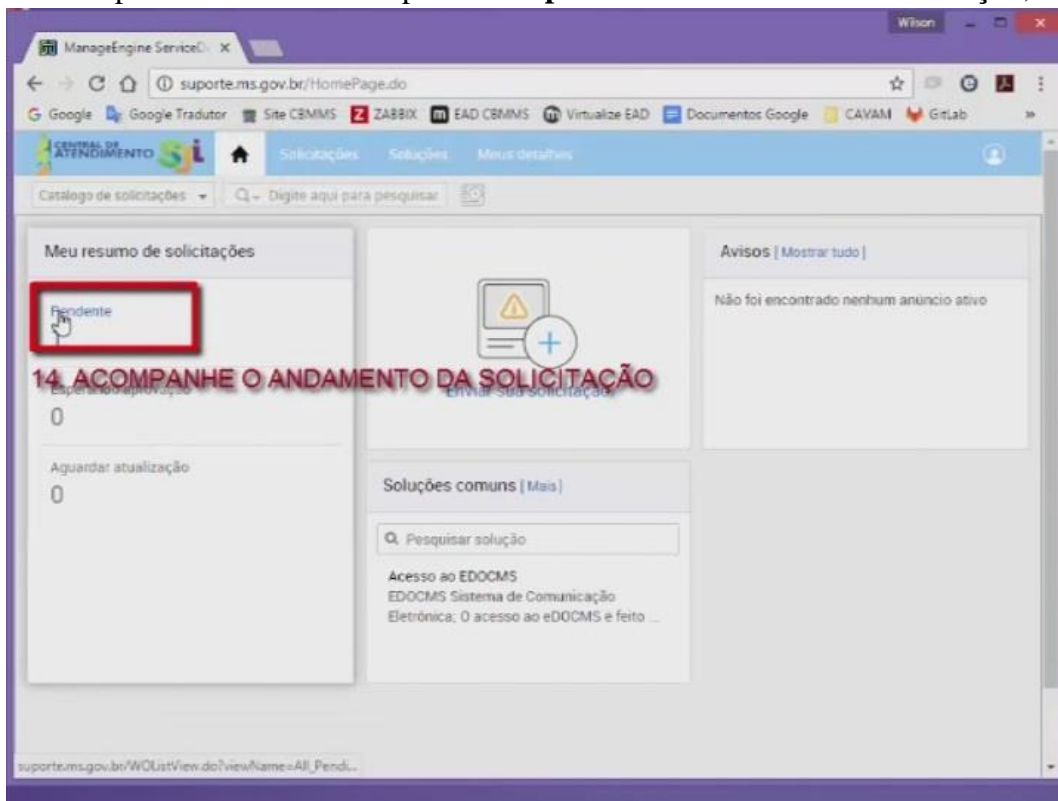 Wilson
ManageEngine ServiceD
suporte.ms.gov.br/HomePage.do
Google Google Tradutor Site CBMMS ZABBIX EAD CBMMS Virtualize EAD Documentos Google CAVAM GitLab »
CENTRAL DE
ATENDIMENTO Solicitações Soluções Meus detalhes
Catálogo de solicitações Digite aqui para pesquisar
Meu resumo de solicitações
Avisos [ Mostrar tudo ]
Pendente
Não foi encontrado nenhum anúncio ativo
14. ACOMPANHE O ANDAMENTO DA SOLICITAÇÃO
Esperando aprovação
Enviar sua solicitação
0
Aguardar atualização
0
Soluções comuns [ Mais ]
Pesquisar solução
Acesso ao EDOCMS
EDOCMS Sistema de Comunicação
Eletrônica; O acesso ao eDOCMS e feito ...
suporte.ms.gov.br/WOListView.do?viewName=All_Pendi...